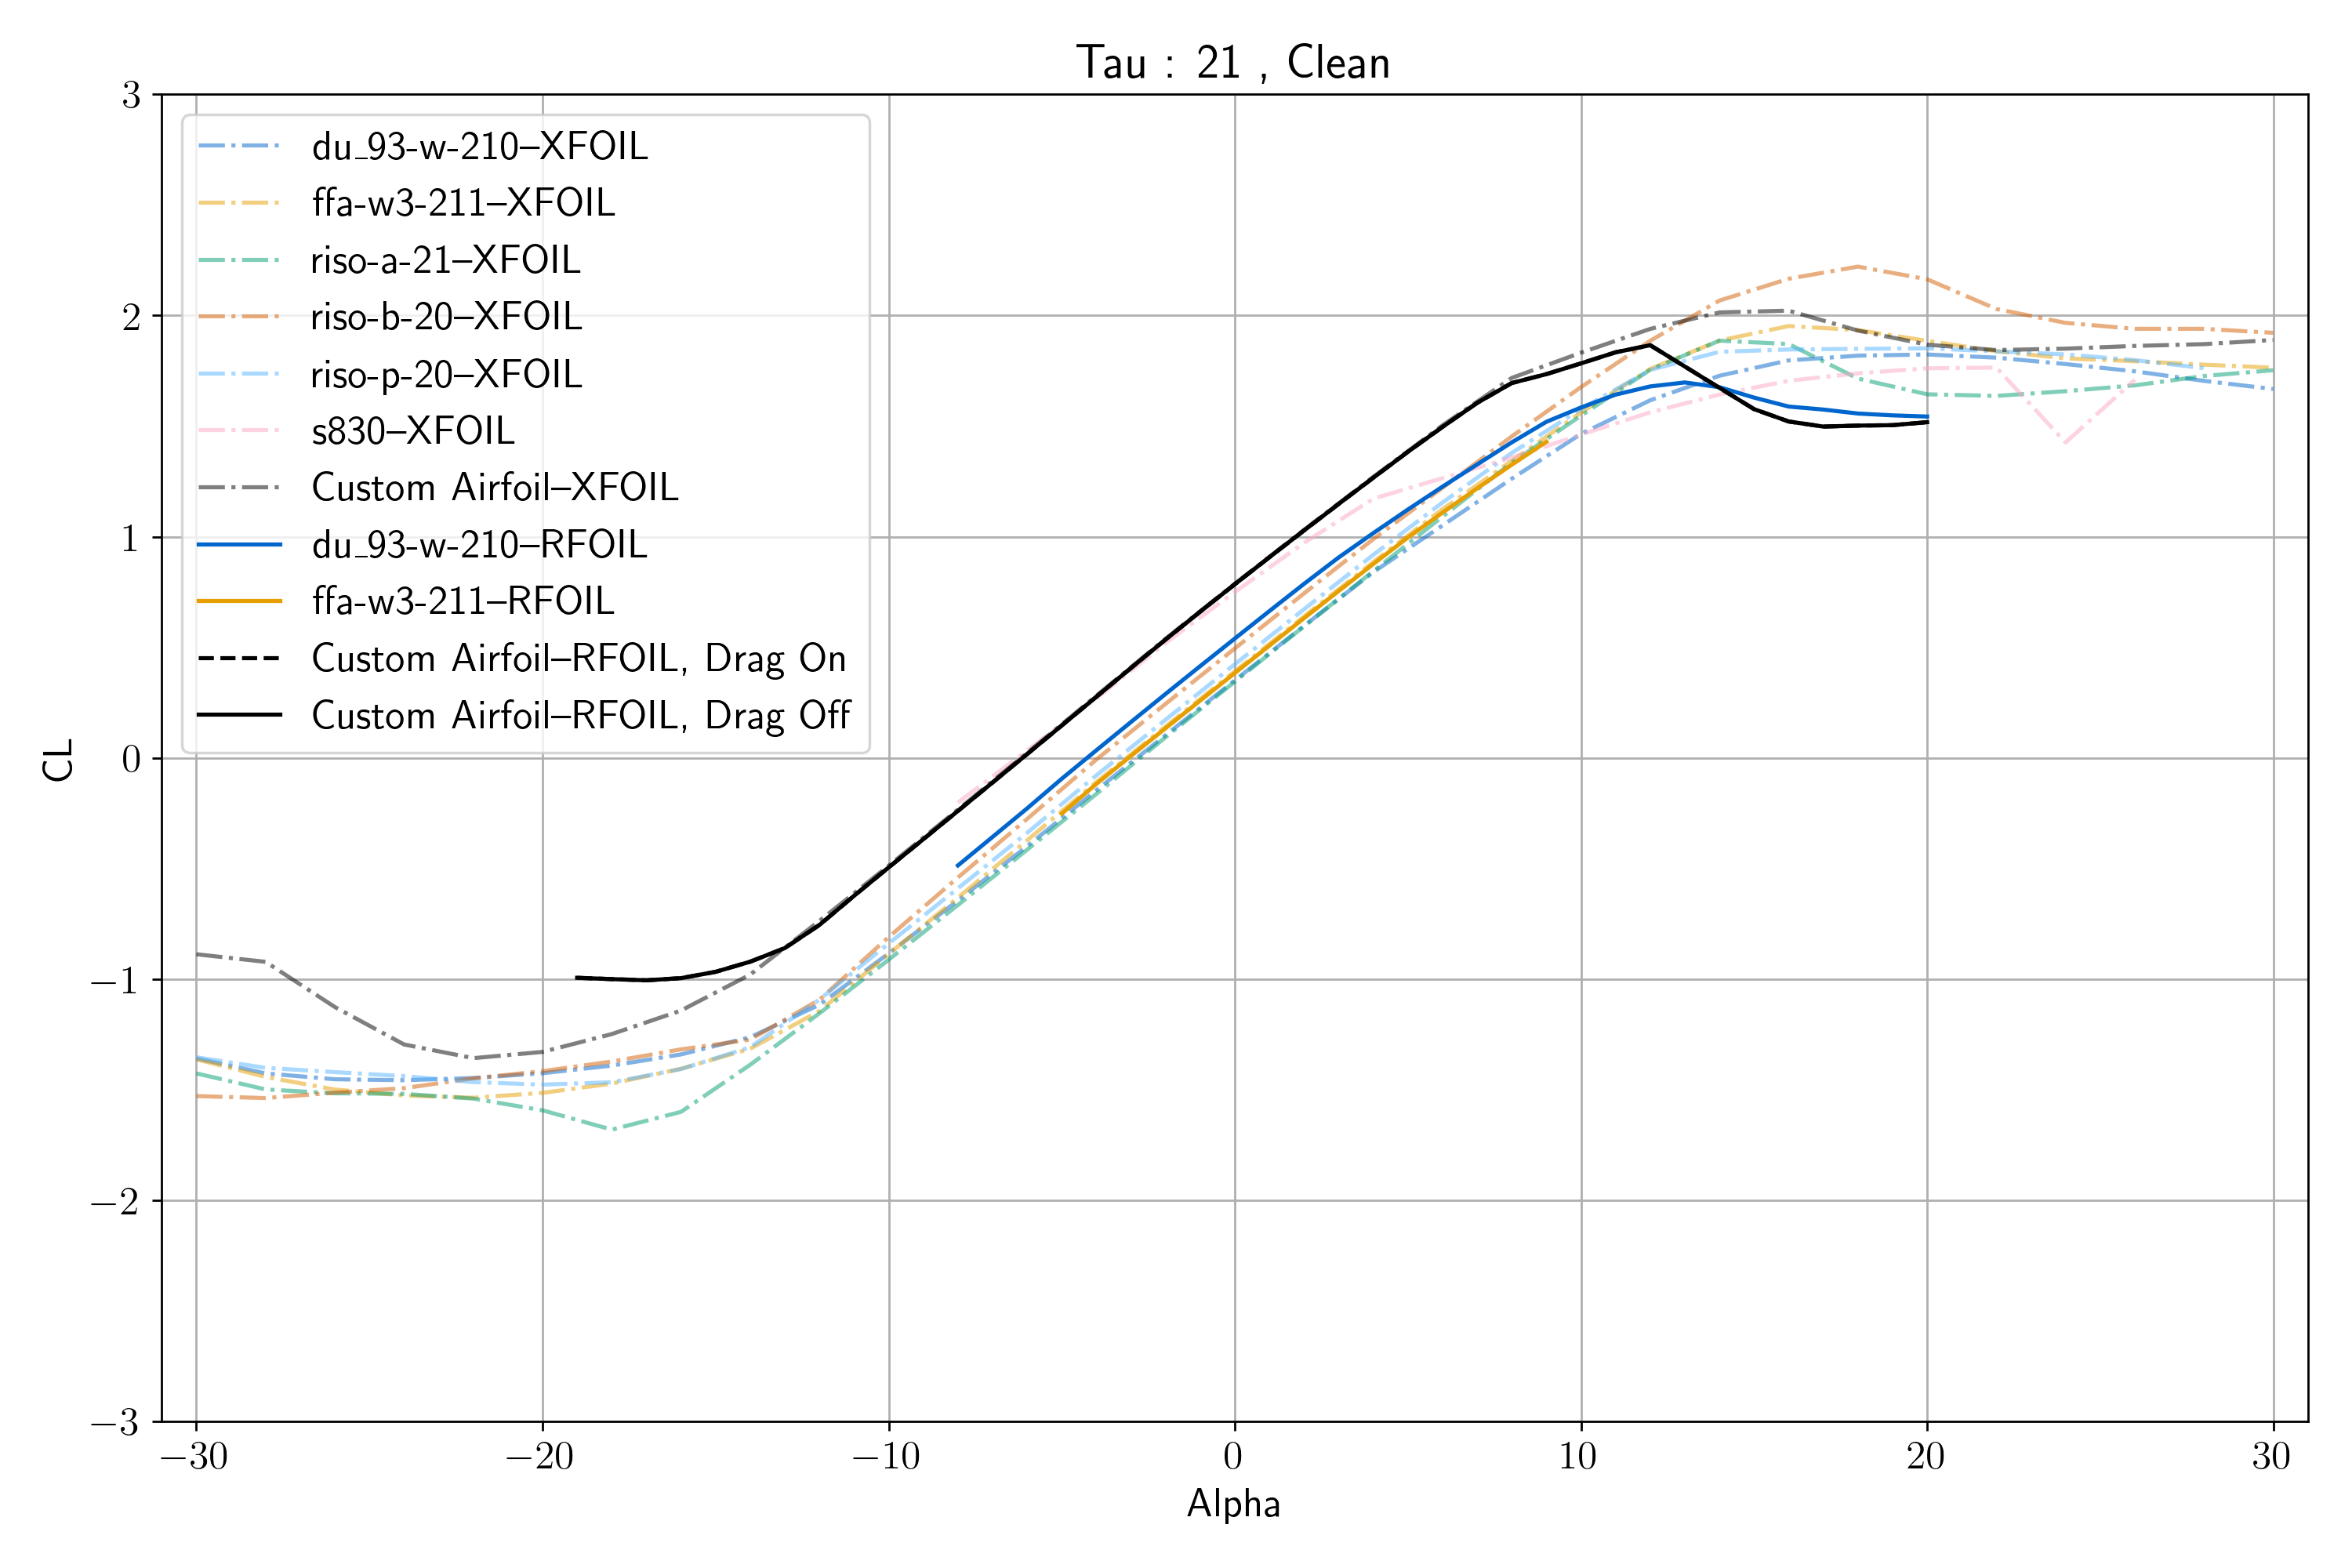 Tau : 21 , Clean
3
2
1
0
−1
−2
−3
CL
du_93-w-210–XFOIL
ffa-w3-211–XFOIL
riso-a-21–XFOIL
riso-b-20–XFOIL
riso-p-20–XFOIL
s830–XFOIL
Custom Airfoil–XFOIL
du_93-w-210–RFOIL
ffa-w3-211–RFOIL
Custom Airfoil–RFOIL, Drag On
Custom Airfoil–RFOIL, Drag Off
−30 −20 −10 0 10 20 30
Alpha